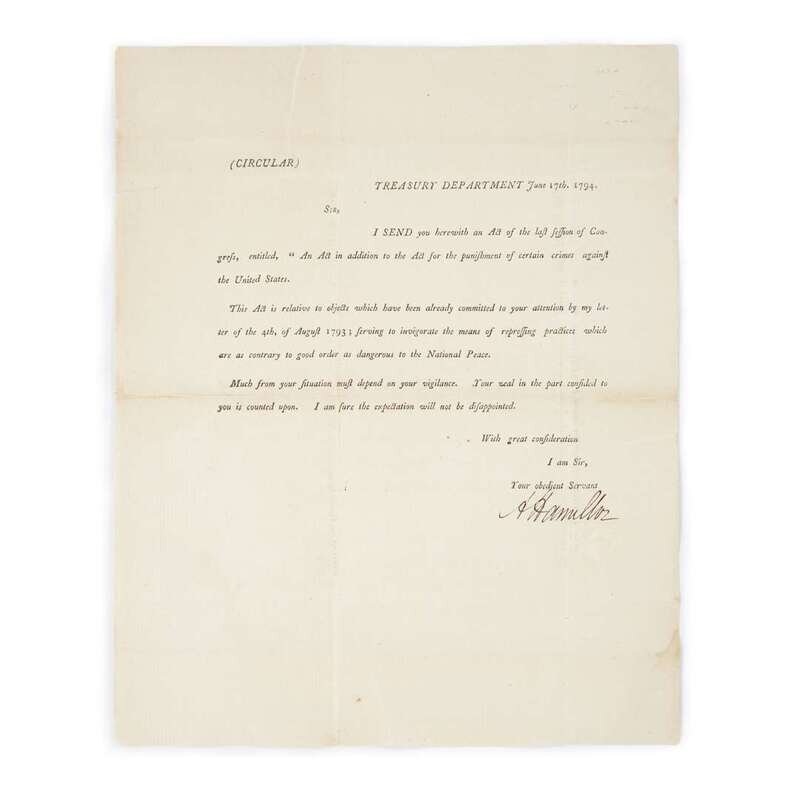 (CIRCULAR)
TREASURY DEPARTMENT June 17th, 1794.
Sir,
I SEND you herewith an Act of the laſt ſeſſion of Con-
greſs, entitled, " An Act in addition to the Act for the puniſhment of certain crimes againſt
the United States.
This Act is relative to objects which have been already committed to your attention by my let-
ter of the 4th, of Auguſt 1793; ſerving to invigorate the means of repreſſing practices which
are as contrary to good order as dangerous to the National Peace.
Much from your ſituation muſt depend on your vigilance. Your zeal in the part confided to
you is counted upon. I am ſure the expectation will not be diſappointed.
With great conſideration
I am Sir,
Your obedient Servant
A Hamilton